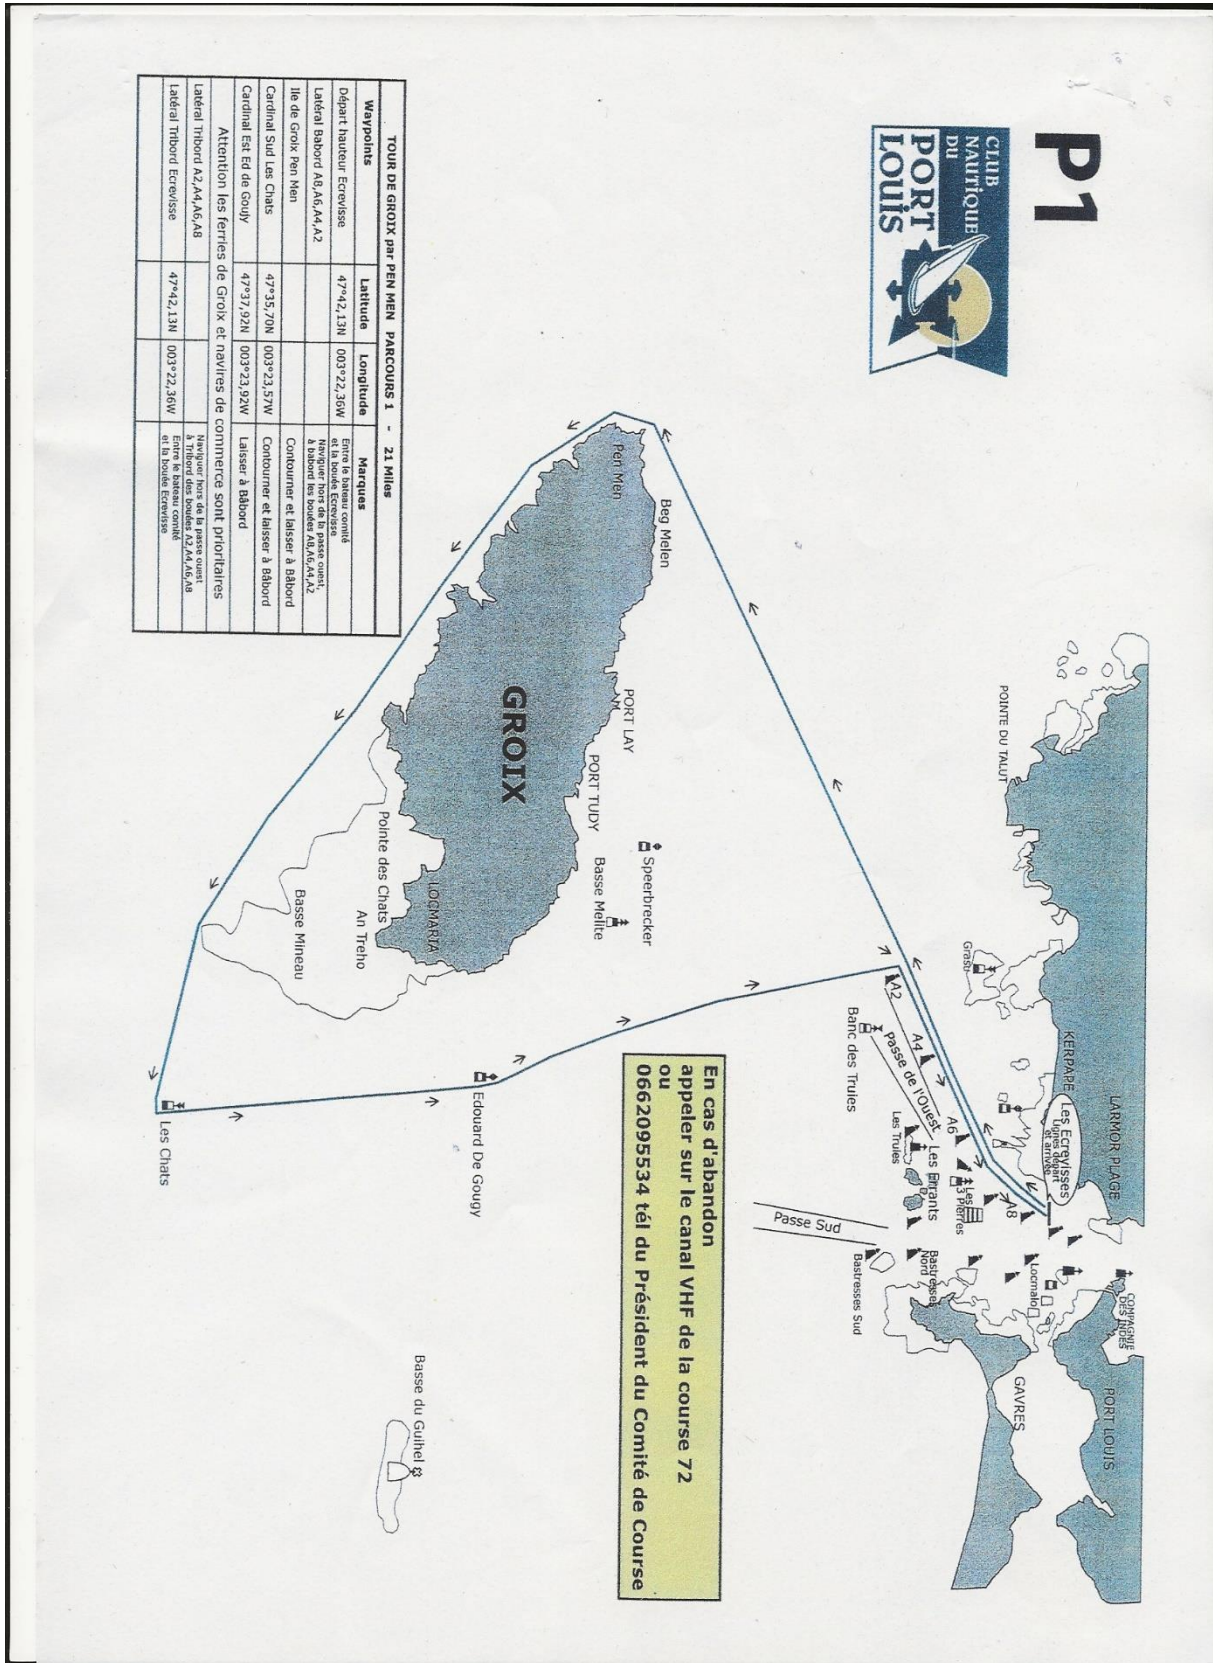 P1
CLUB
NAUTIQUE
DU
PORT
LOUIS
POINTE DU TALUT
LARMOR PLAGE
KERPAPE
Les Ecrevisses
Lignes départ
et arrivée
COMPAGNIE
DES INDES
PORT LOUIS
Locmalo
GAVRES
Grasu
A8
Les
3 Pierres
A6
A4
A2
Passe de l'Ouest
Les Errants
Les Truies
Banc des Truies
Bastresses
Nord
Bastresses Sud
Passe Sud
Speerbrecker
Basse Melite
Beg Melen
Pen Men
PORT LAY
PORT TUDY
GROIX
LOCMARIA
Pointe des Chats
An Treho
Basse Mineau
Edouard De Gougy
Les Chats
Basse du Guihel
En cas d'abandon
appeler sur le canal VHF de la course 72
ou
0662095534 tél du Président du Comité de Course
TOUR DE GROIX par PEN MEN PARCOURS 1 - 21 Miles
Waypoints Latitude Longitude Marques
Départ hauteur Ecrevisse 47°42,13N 003°22,36W Entre le bateau comité
et la bouée Ecrevisse
Latéral Babord A8,A6,A4,A2 Naviguer hors de la passe ouest,
à babord les bouées A8,A6,A4,A2
Ile de Groix Pen Men Contourner et laisser à Bâbord
Cardinal Sud Les Chats 47°35,70N 003°23,57W Contourner et laisser à Bâbord
Cardinal Est Ed de Goujy 47°37,92N 003°23,92W Laisser à Bâbord
Attention les ferries de Groix et navires de commerce sont prioritaires
Latéral Tribord A2,A4,A6,A8 Naviguer hors de la passe ouest
à Tribord des bouées A2,A4,A6,A8
Latéral Tribord Ecrevisse 47°42,13N 003°22,36W Entre le bateau comité
et la bouée Ecrevisse